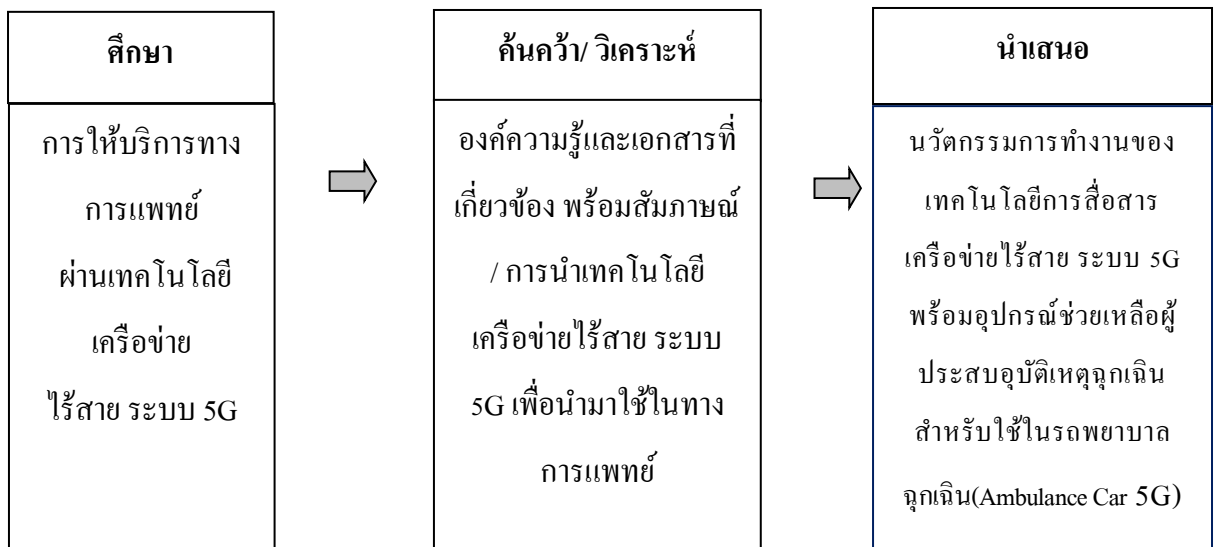 ศึกษา
การให้บริการทาง
การแพทย์
ผ่านเทคโนโลยี
เครือข่าย
ไร้สาย ระบบ 5G
ค้นคว้า/ วิเคราะห์
องค์ความรู้และเอกสารที่
เกี่ยวข้อง พร้อมสัมภาษณ์
/ การนำเทคโนโลยี
เครือข่ายไร้สาย ระบบ
5G เพื่อนำมาใช้ในทาง
การแพทย์
นำเสนอ
นวัตกรรมการทำงานของ
เทคโนโลยีการสื่อสาร
เครือข่ายไร้สาย ระบบ 5G
พร้อมอุปกรณ์ช่วยเหลือผู้
ประสบอุบัติเหตุฉุกเฉิน
สำหรับใช้ในรถพยาบาล
ฉุกเฉิน(Ambulance Car 5G)